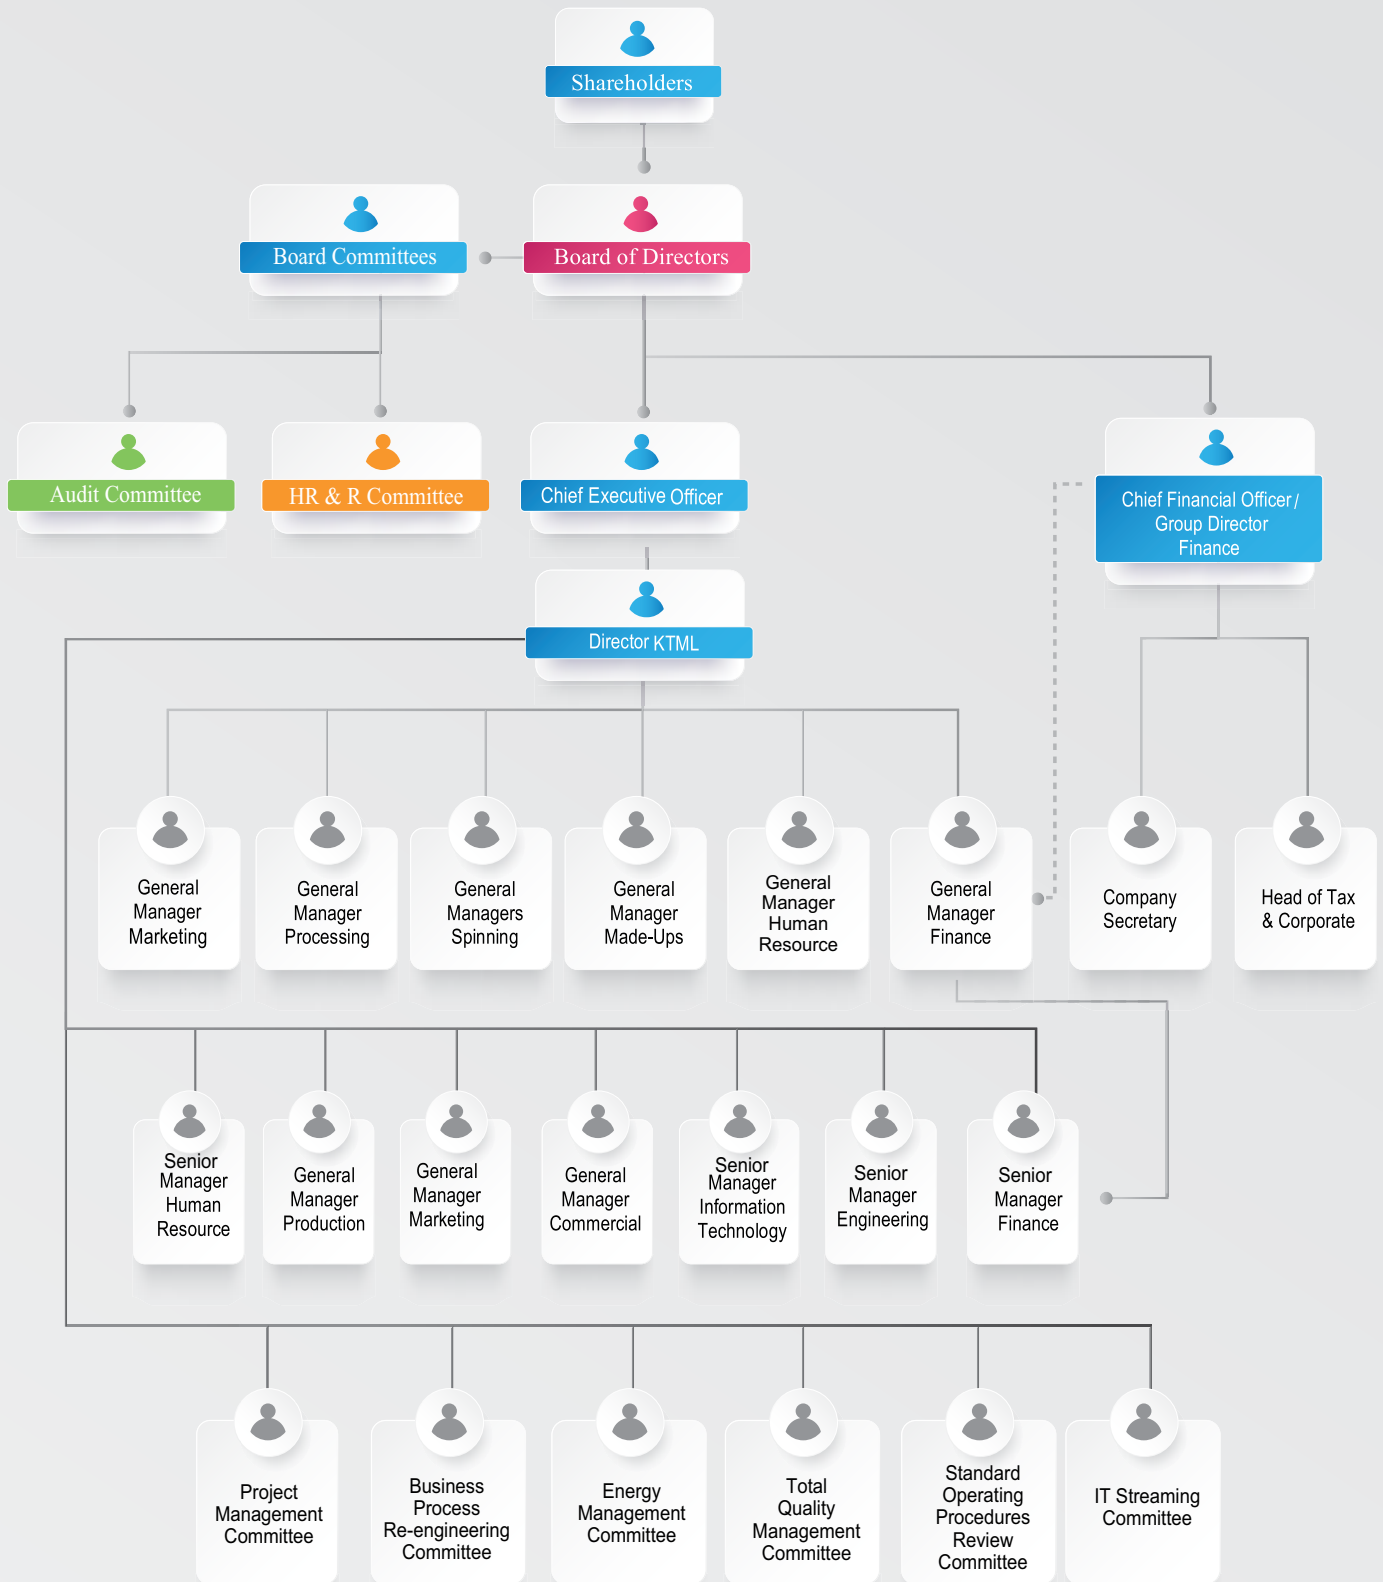 Shareholders
Board Committees
Board of Directors
Audit Committee
HR & R Committee
Chief Executive Officer
Chief Financial Officer /
Group Director
Finance
Director KTML
General
Manager
Marketing
General
Manager
Processing
General
Managers
Spinning
General
Manager
Made-Ups
General
Manager
Human
Resource
General
Manager
Finance
Company
Secretary
Head of Tax
& Corporate
Senior
Manager
Human
Resource
General
Manager
Production
General
Manager
Marketing
General
Manager
Commercial
Senior
Manager
Information
Technology
Senior
Manager
Engineering
Senior
Manager
Finance
Project
Management
Committee
Business
Process
Re-engineering
Committee
Energy
Management
Committee
Total
Quality
Management
Committee
Standard
Operating
Procedures
Review
Committee
IT Streaming
Committee